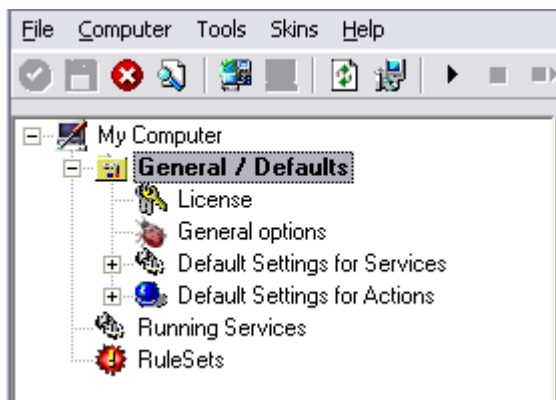 File Computer Tools Skins Help
My Computer
General / Defaults
License
General options
Default Settings for Services
Default Settings for Actions
Running Services
RuleSets